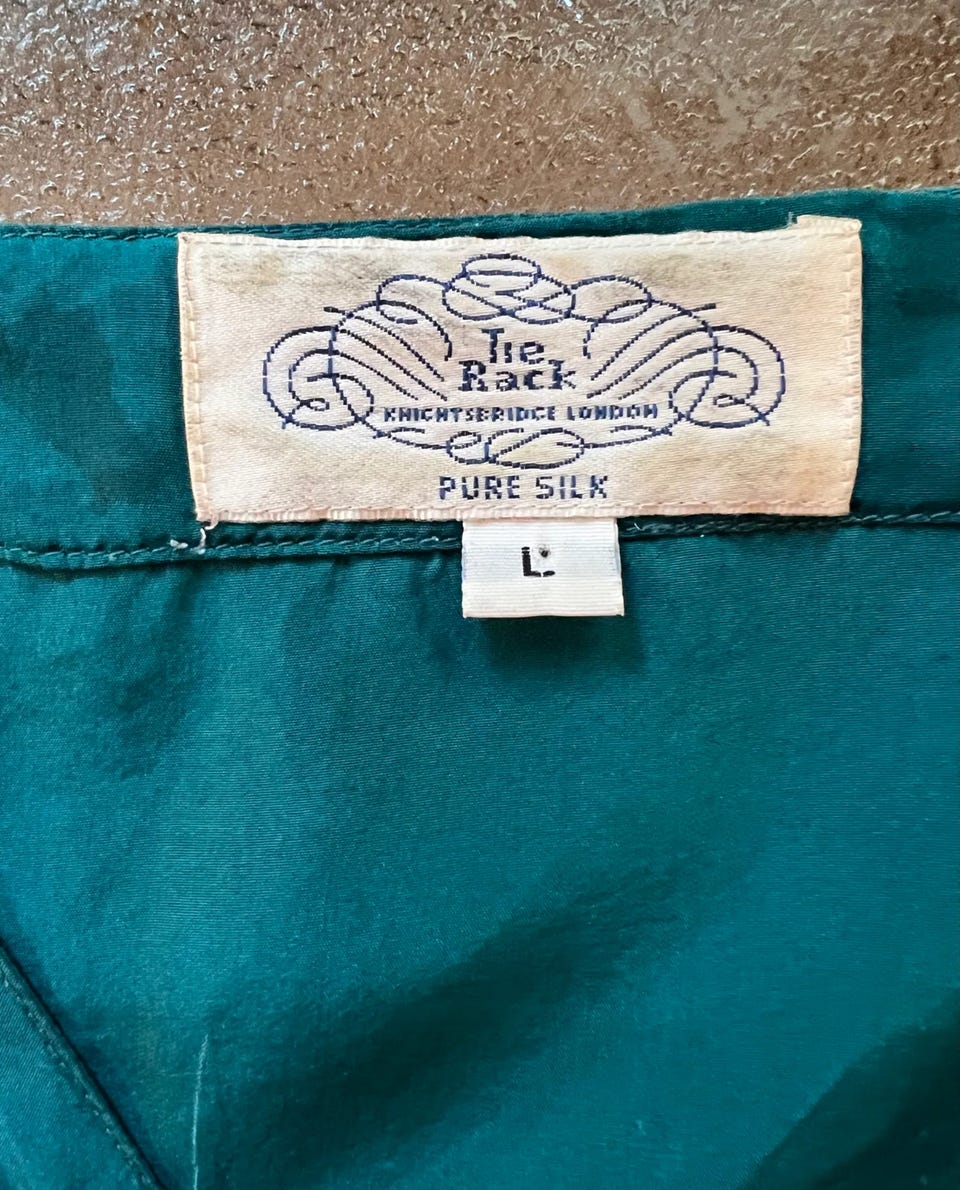 Tie
Rack
KNIGHTSBRIDGE LONDON
PURE SILK
L